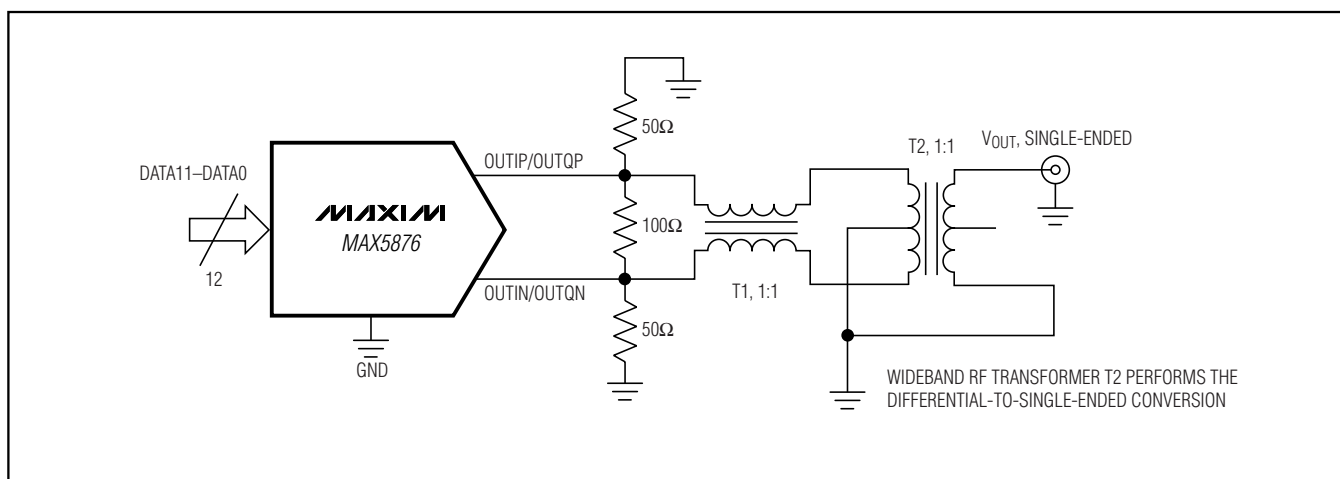 50Ω
T2, 1:1
VOUT, SINGLE-ENDED
DATA11–DATA0
OUTIP/OUTQP
MAXIM
MAX5876
100Ω
12
OUTIN/OUTQN
T1, 1:1
50Ω
GND
WIDEBAND RF TRANSFORMER T2 PERFORMS THE
DIFFERENTIAL-TO-SINGLE-ENDED CONVERSION